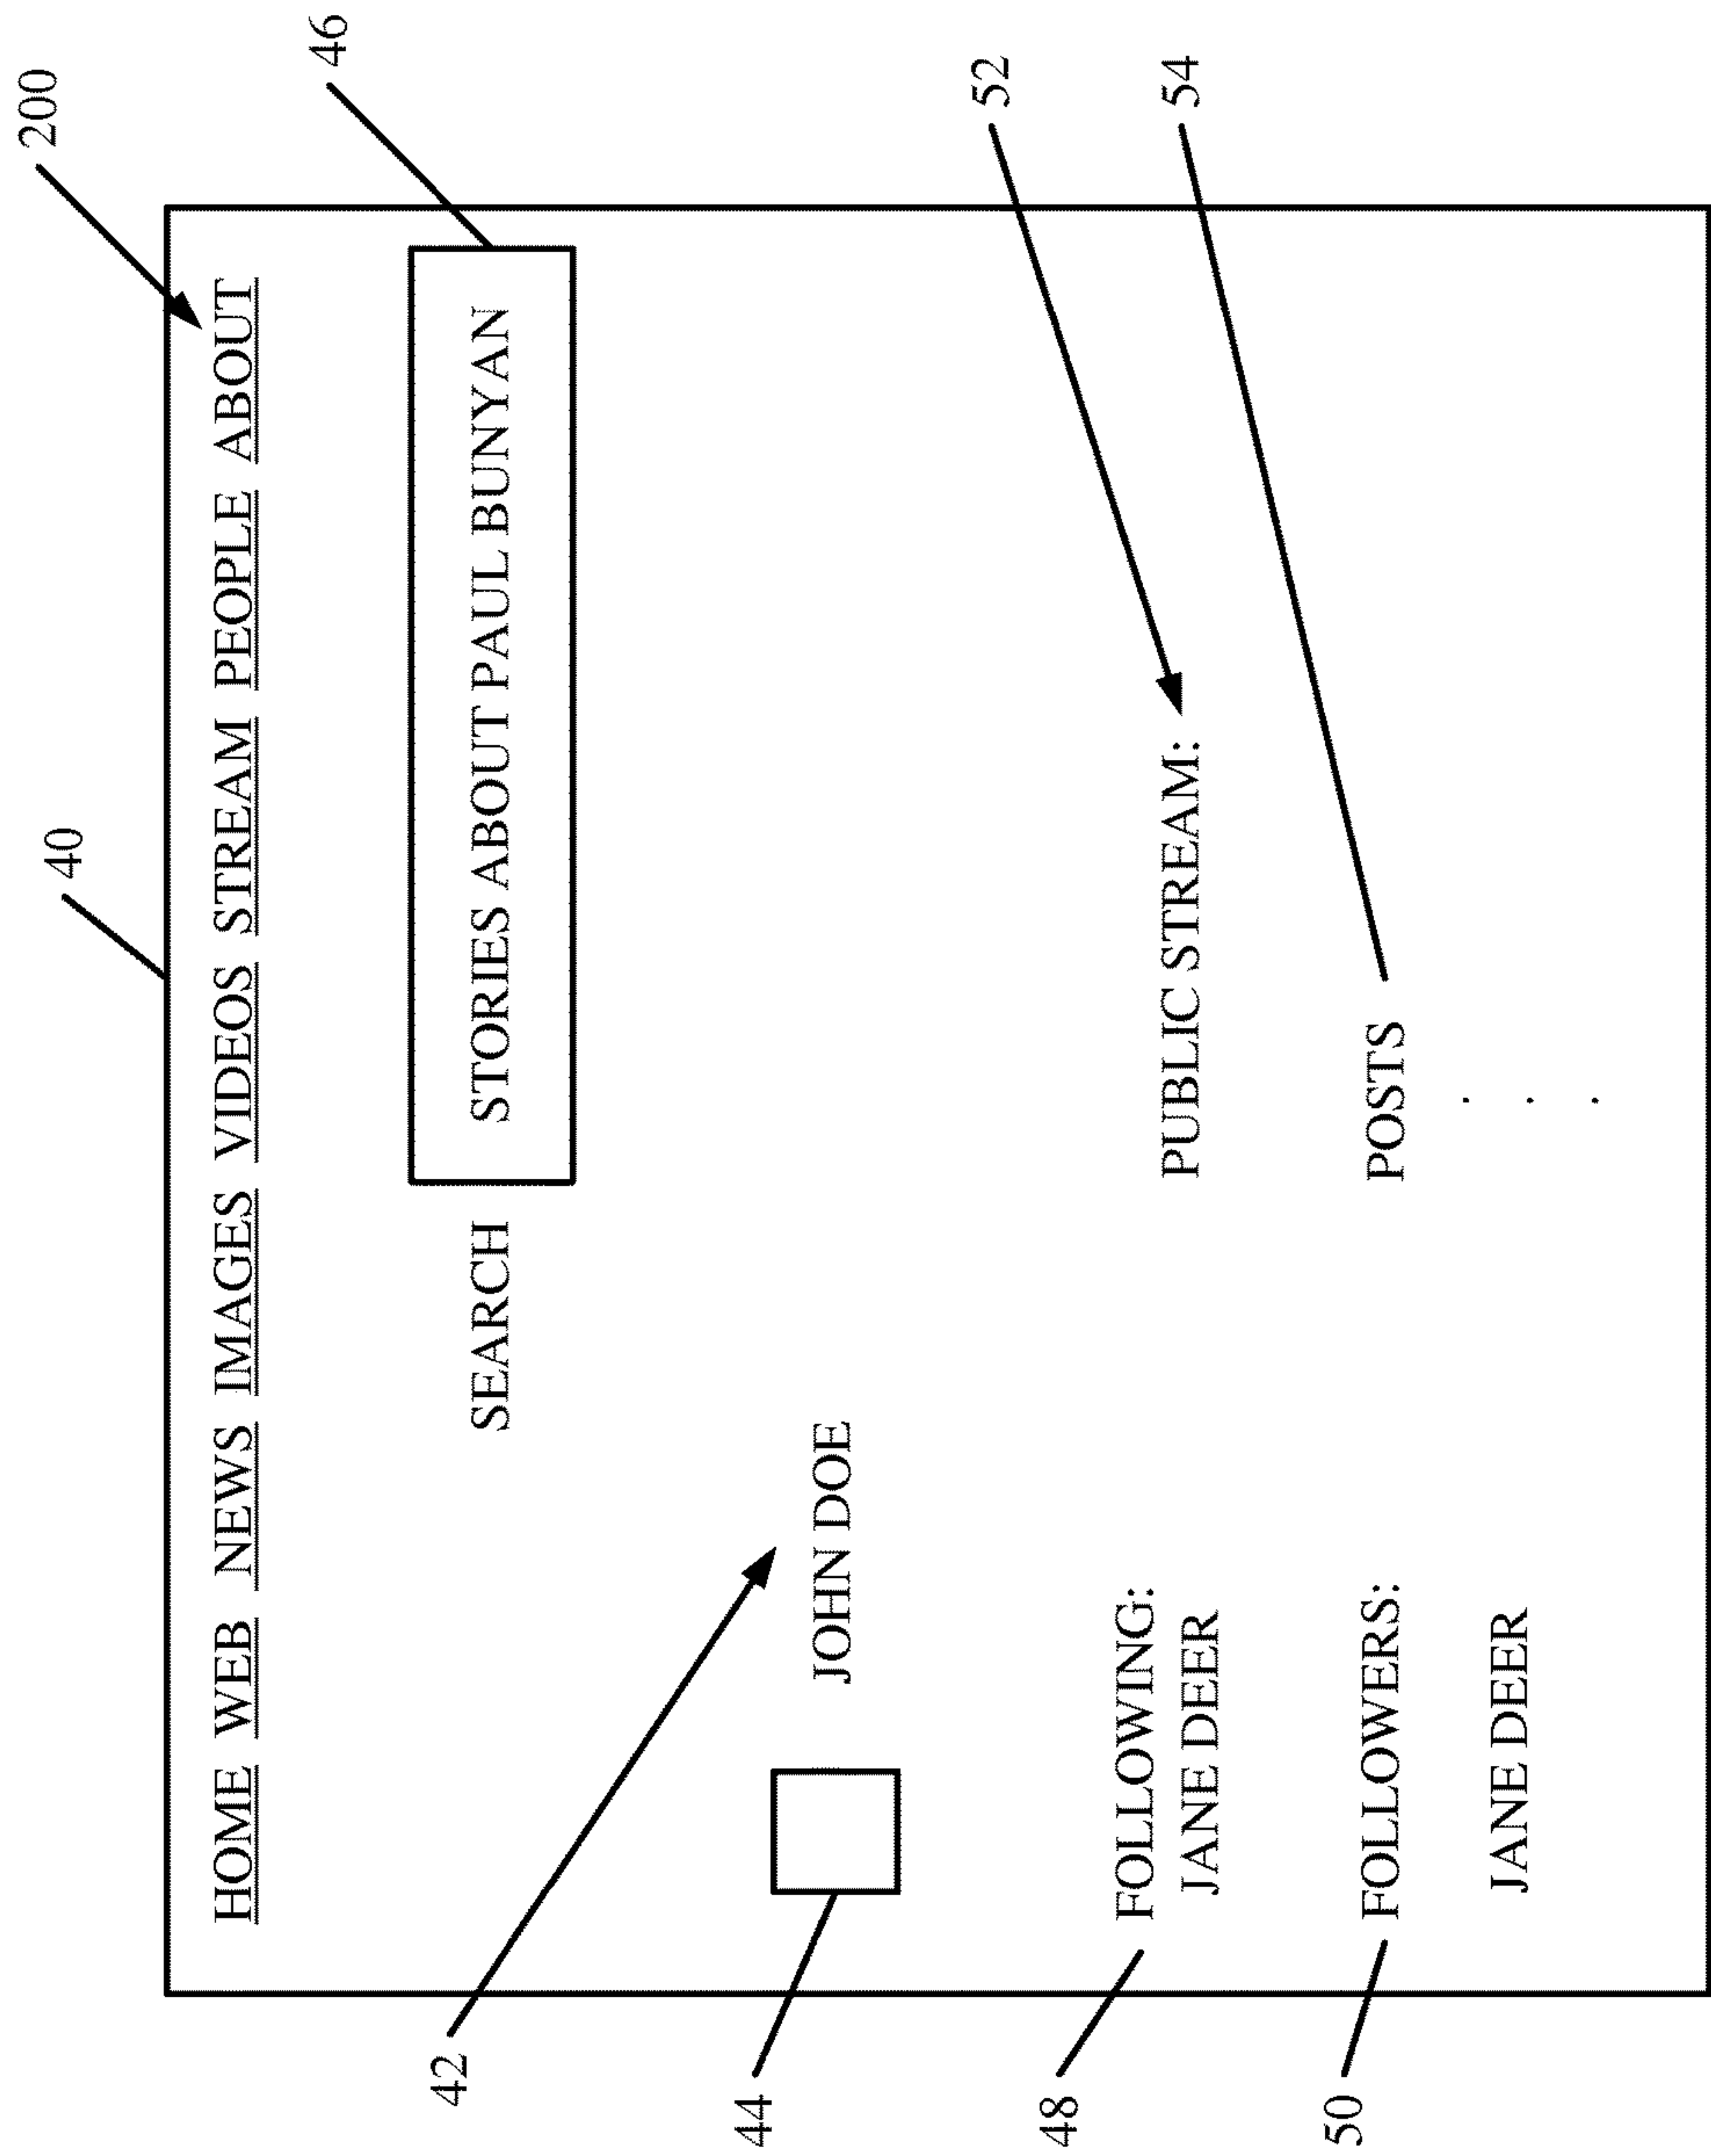 200
40
46
HOME WEB NEWS IMAGES VIDEOS STREAM PEOPLE ABOUT
SEARCH STORIES ABOUT PAUL BUNYAN
42
JOHN DOE
44
52
48
FOLLOWING:
JANE DEER
PUBLIC STREAM:
54
50
FOLLOWERS:
POSTS
.
.
.
JANE DEER